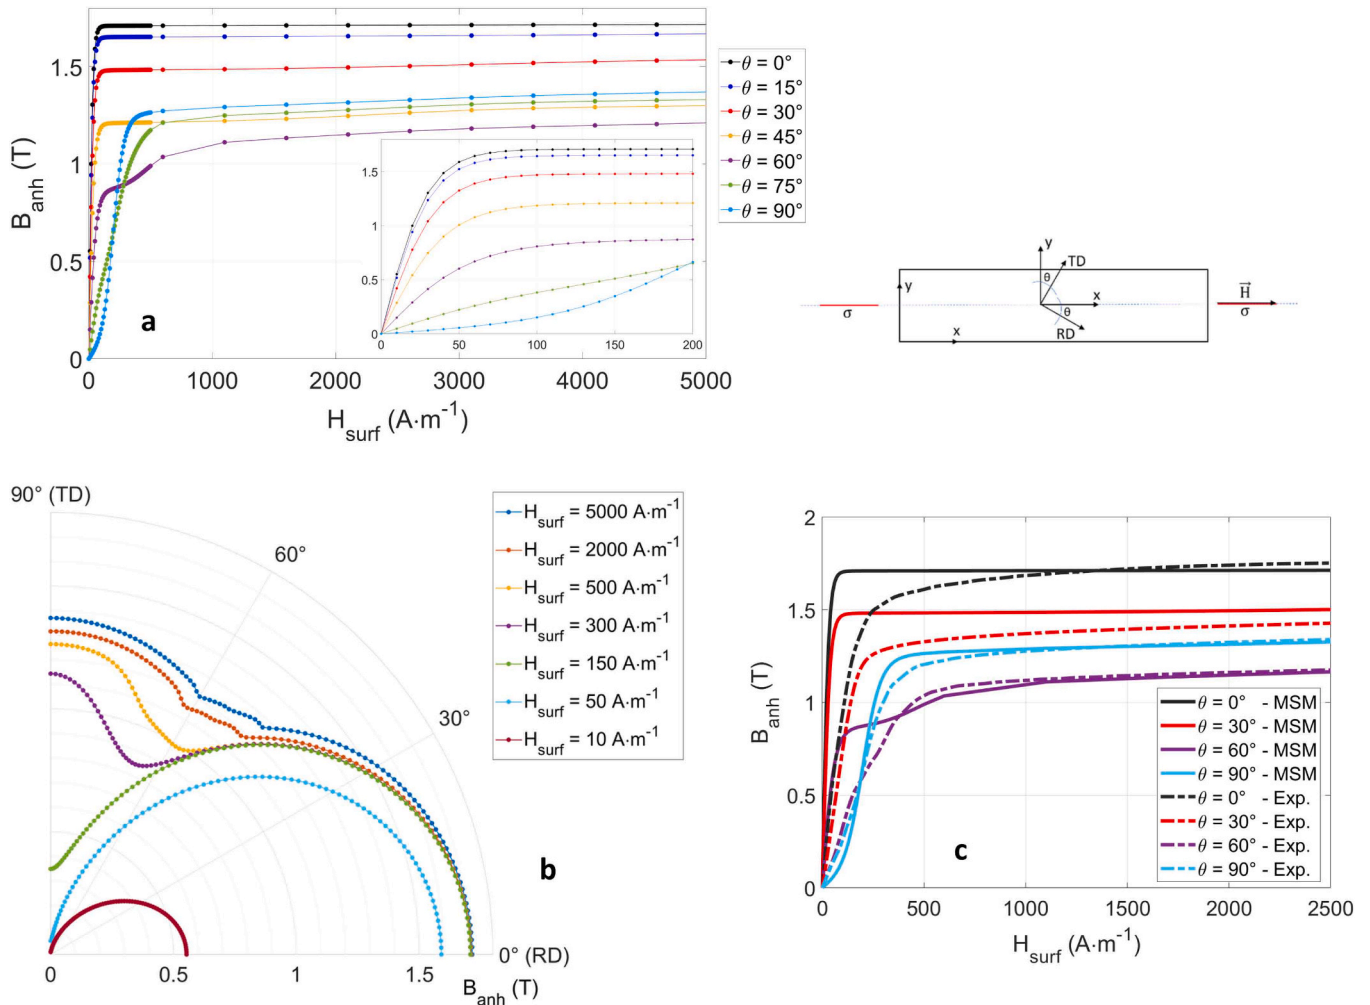 1.5
1
0.5
0
B_anh (T)
0
1000
2000
3000
4000
5000
H_surf (A·m⁻¹)
a
1.5
1
0.5
0
0
50
100
150
200
θ = 0°
θ = 15°
θ = 30°
θ = 45°
θ = 60°
θ = 75°
θ = 90°
y
TD
θ
y
x
θ
H⃗
σ
σ
x
RD
90° (TD)
60°
30°
0° (RD)
0
0.5
1
1.5
B_anh (T)
b
H_surf = 5000 A·m⁻¹
H_surf = 2000 A·m⁻¹
H_surf = 500 A·m⁻¹
H_surf = 300 A·m⁻¹
H_surf = 150 A·m⁻¹
H_surf = 50 A·m⁻¹
H_surf = 10 A·m⁻¹
2
1.5
1
0.5
0
B_anh (T)
0
500
1000
1500
2000
2500
H_surf (A·m⁻¹)
c
θ = 0° - MSM
θ = 30° - MSM
θ = 60° - MSM
θ = 90° - MSM
θ = 0° - Exp.
θ = 30° - Exp.
θ = 60° - Exp.
θ = 90° - Exp.